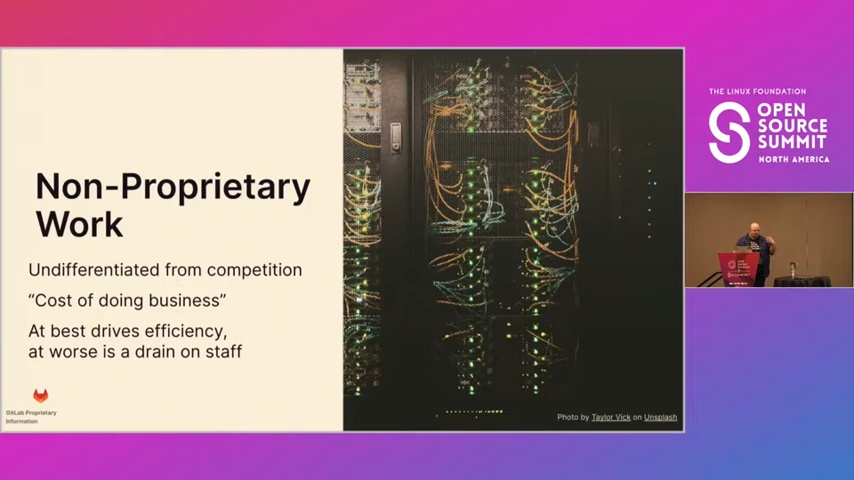 Non-Proprietary
Work
Undifferentiated from competition
“Cost of doing business”
At best drives efficiency,
at worse is a drain on staff
GitLab Proprietary
Information
Photo by Taylor Vick on Unsplash
THE LINUX FOUNDATION
OPEN
SOURCE
SUMMIT
NORTH AMERICA